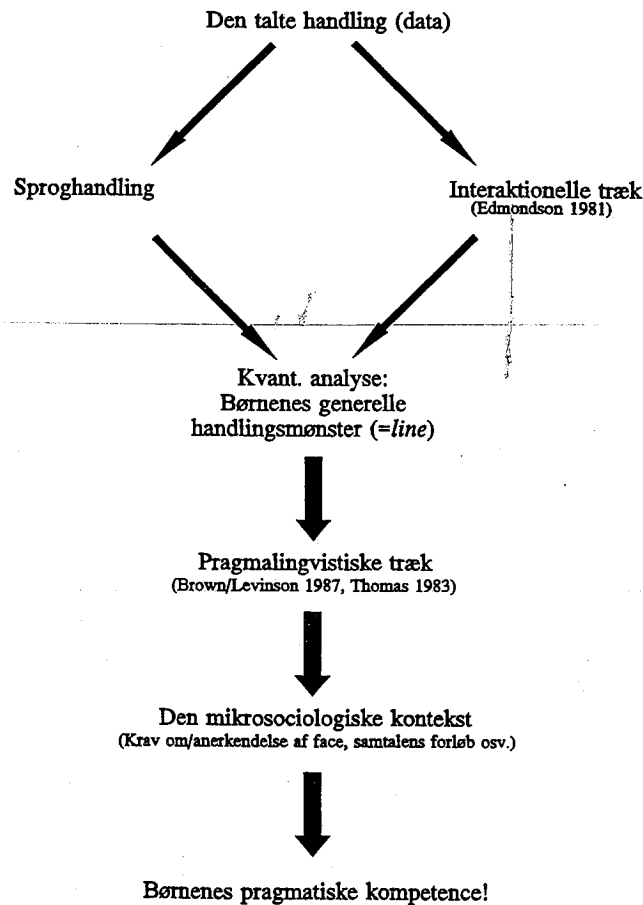 Den talte handling (data)
Sproghandling
Interaktionelle træk
(Edmondson 1981)
Kvant. analyse:
Børnenes generelle
handlingsmønster (=line)
Pragmalingvistiske træk
(Brown/Levinson 1987, Thomas 1983)
Den mikrosociologiske kontekst
(Krav om/anerkendelse af face, samtalens forløb osv.)
Børnenes pragmatiske kompetence!